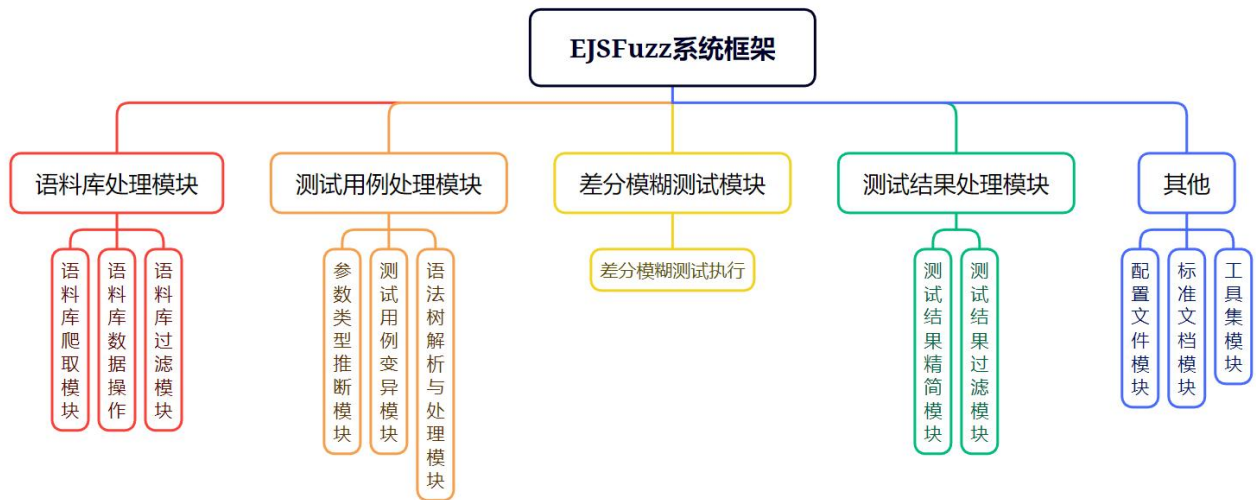 EJSFuzz系统框架
语料库处理模块
测试用例处理模块
差分模糊测试模块
测试结果处理模块
其他
语料库爬取模块
语料库数据操作
语料库过滤模块
参数类型推断模块
测试用例变异模块
语法树解析与处理模块
差分模糊测试执行
测试结果精简模块
测试结果过滤模块
配置文件模块
标准文档模块
工具集模块